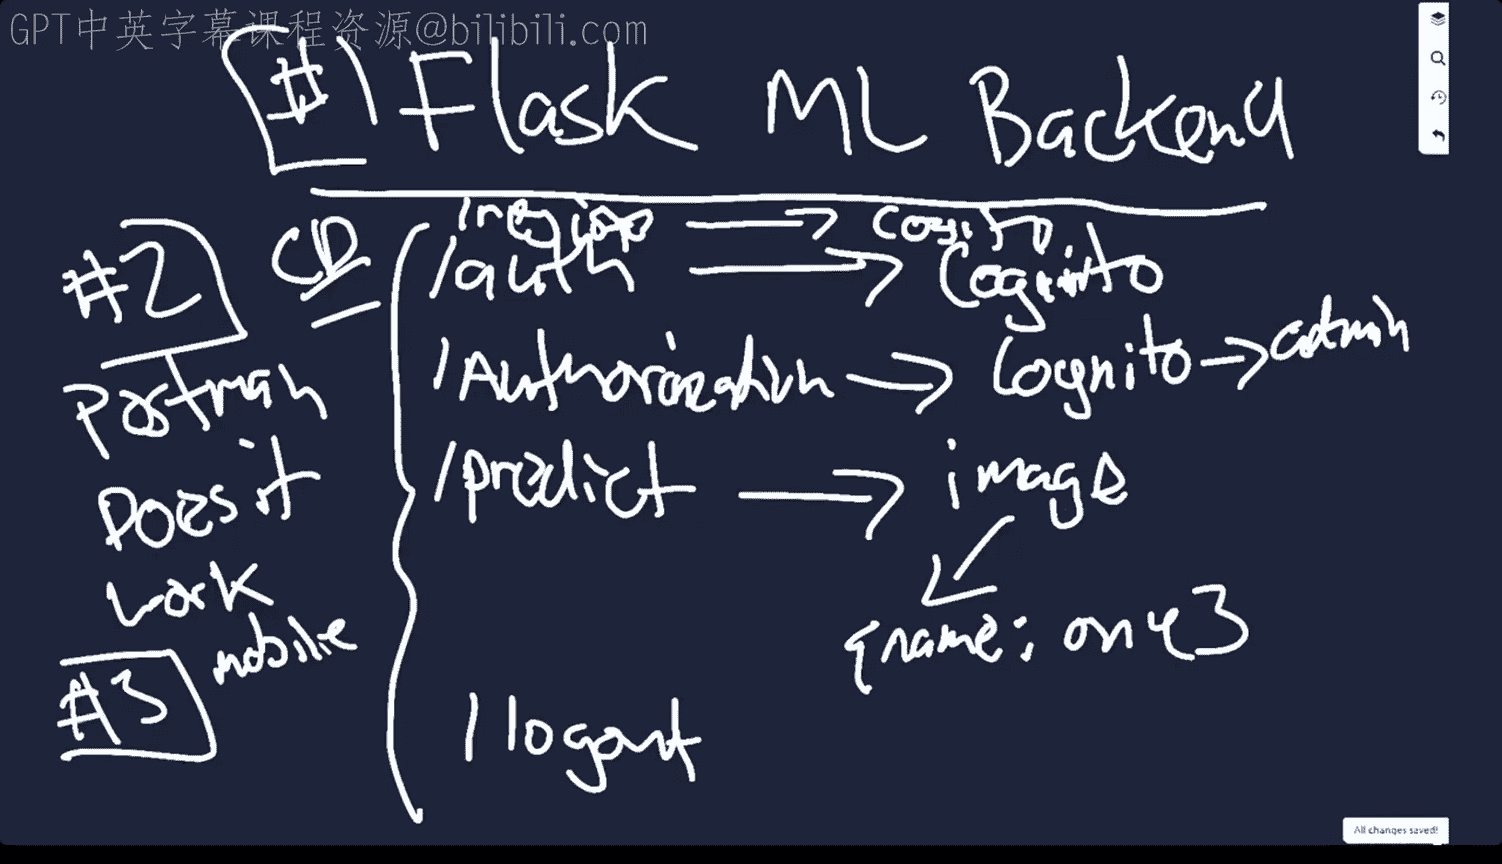 GPT中英字幕课程资源@bilibili.com
#1 Flask ML Backend
/register → Cognito
/auth → Cognito
/Authorization → Cognito → admin
/predict → image
{name: one}
/logout
#2 CD
Postman
Does it
work
#3 mobile
All changes saved!